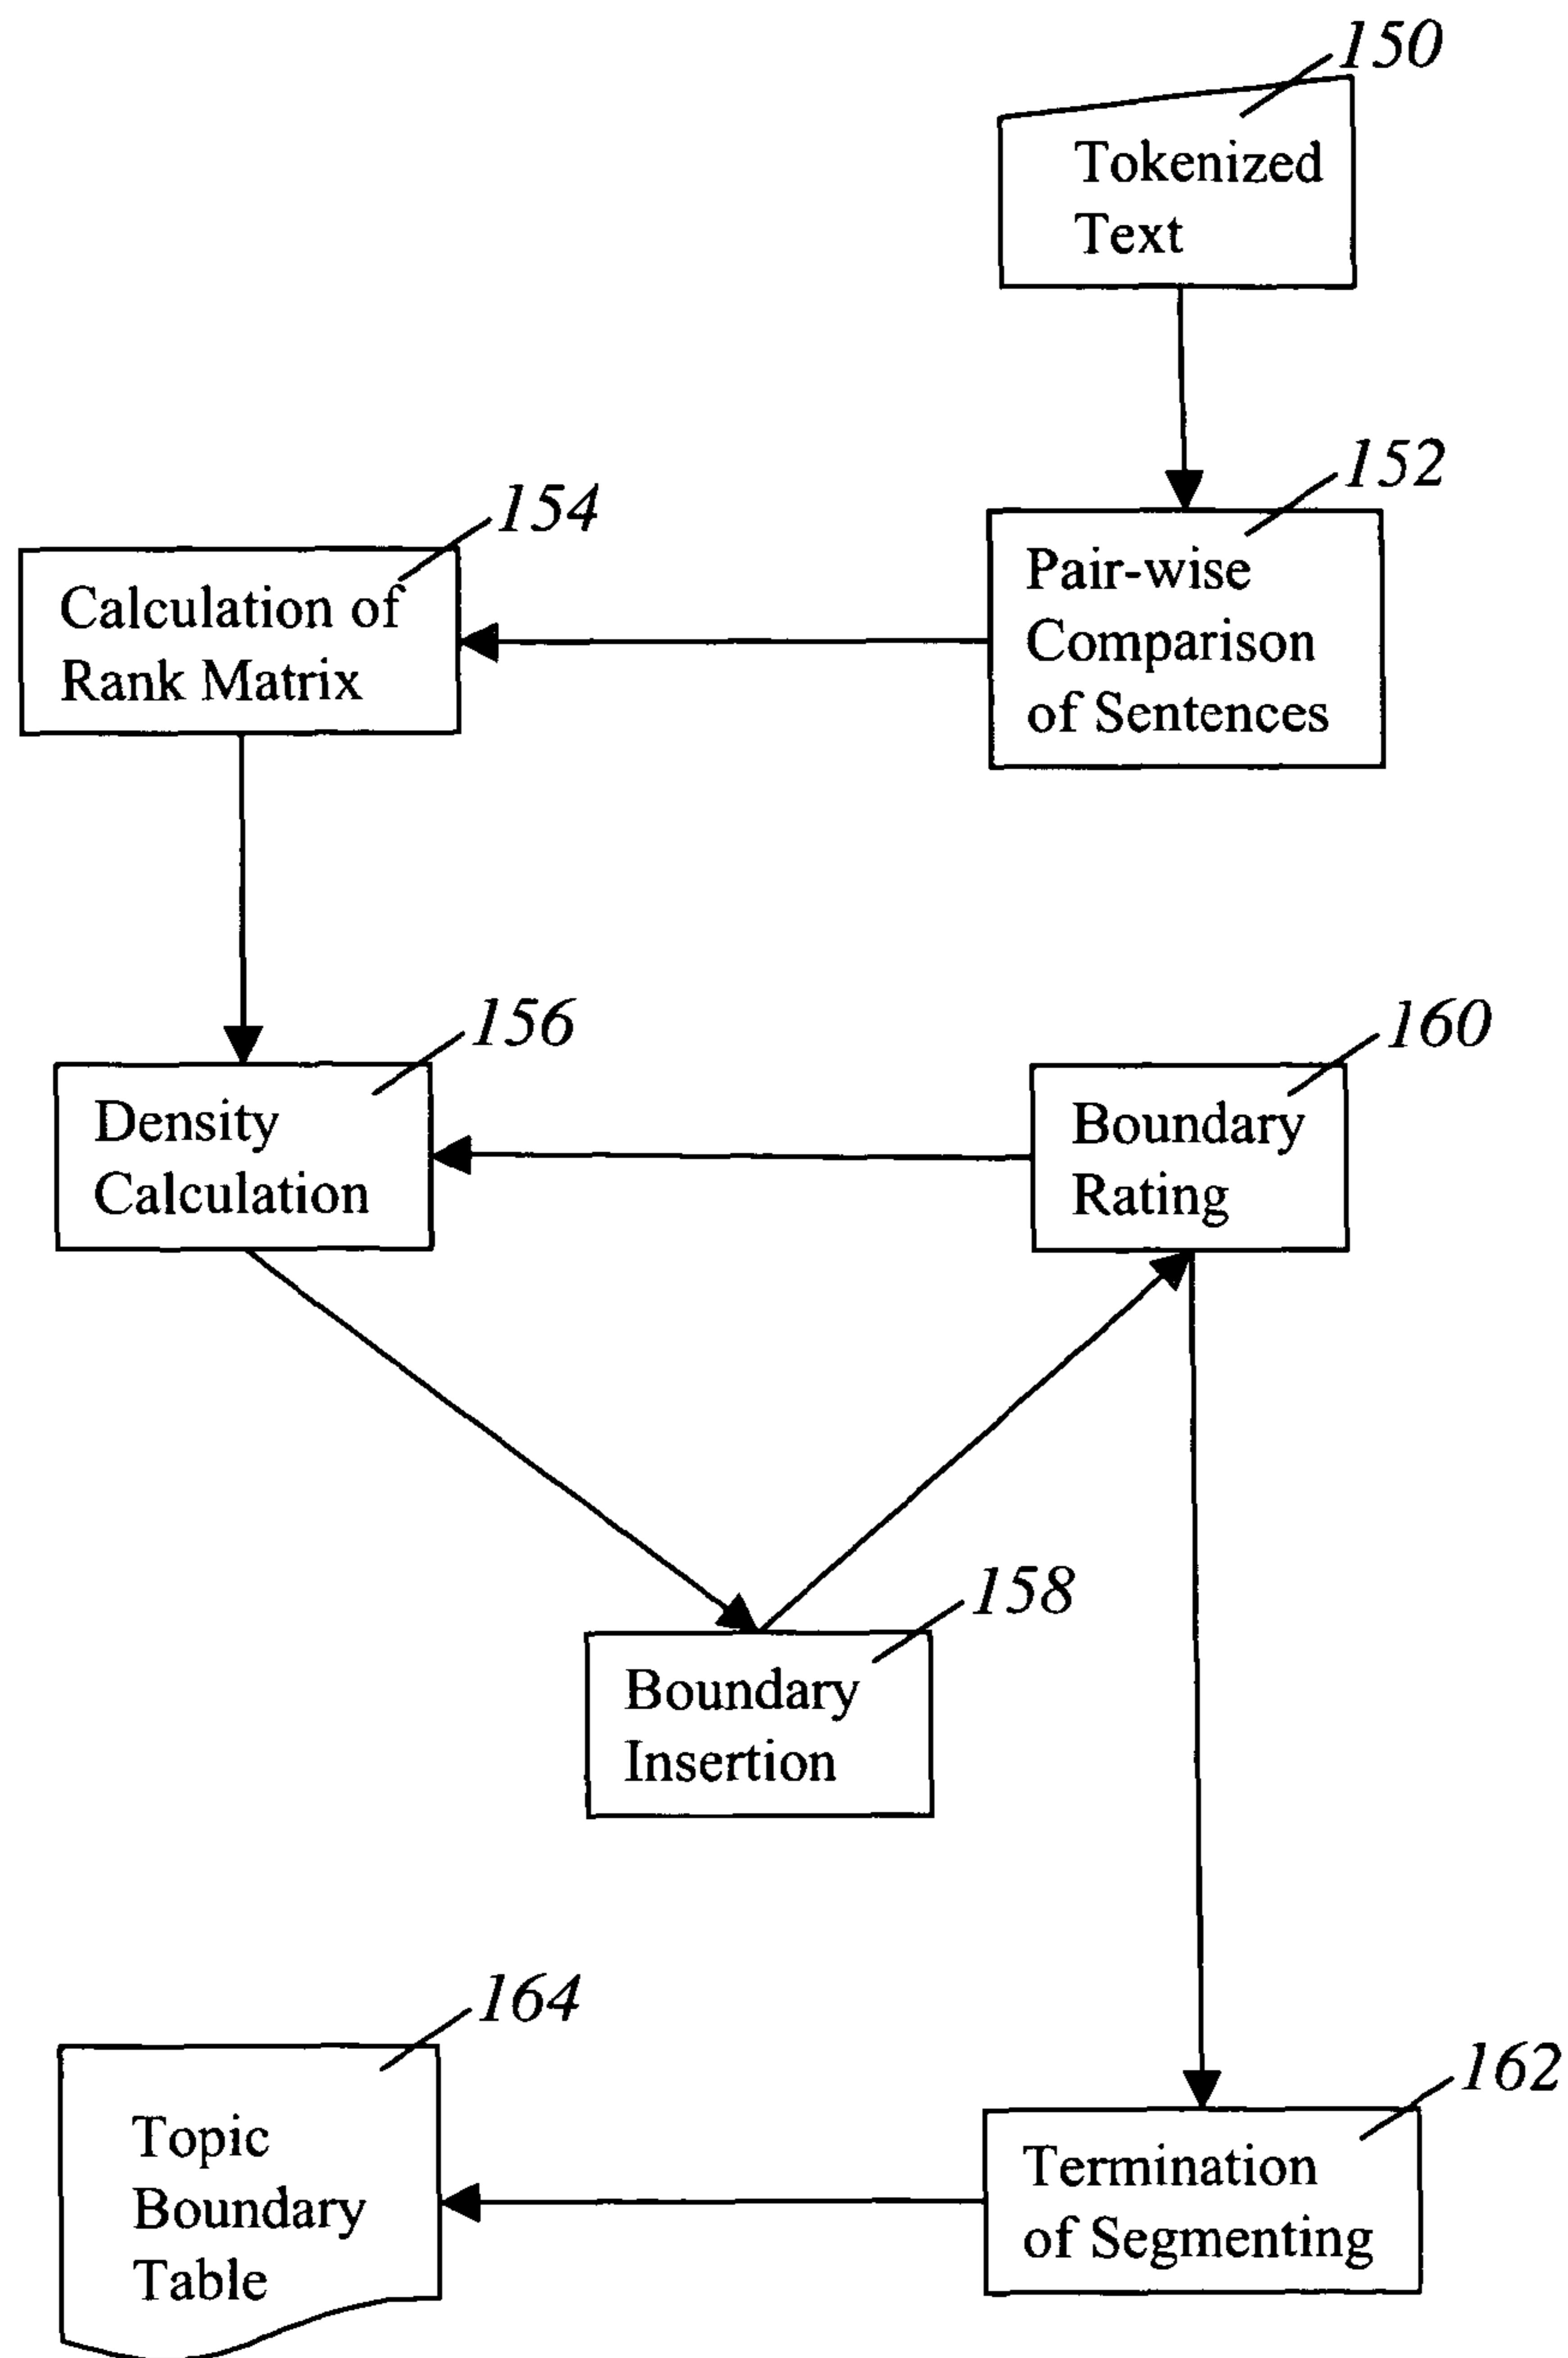 150
Tokenized
Text
152
Pair-wise
Comparison
of Sentences
154
Calculation of
Rank Matrix
156
Density
Calculation
160
Boundary
Rating
158
Boundary
Insertion
164
Topic
Boundary
Table
162
Termination
of Segmenting